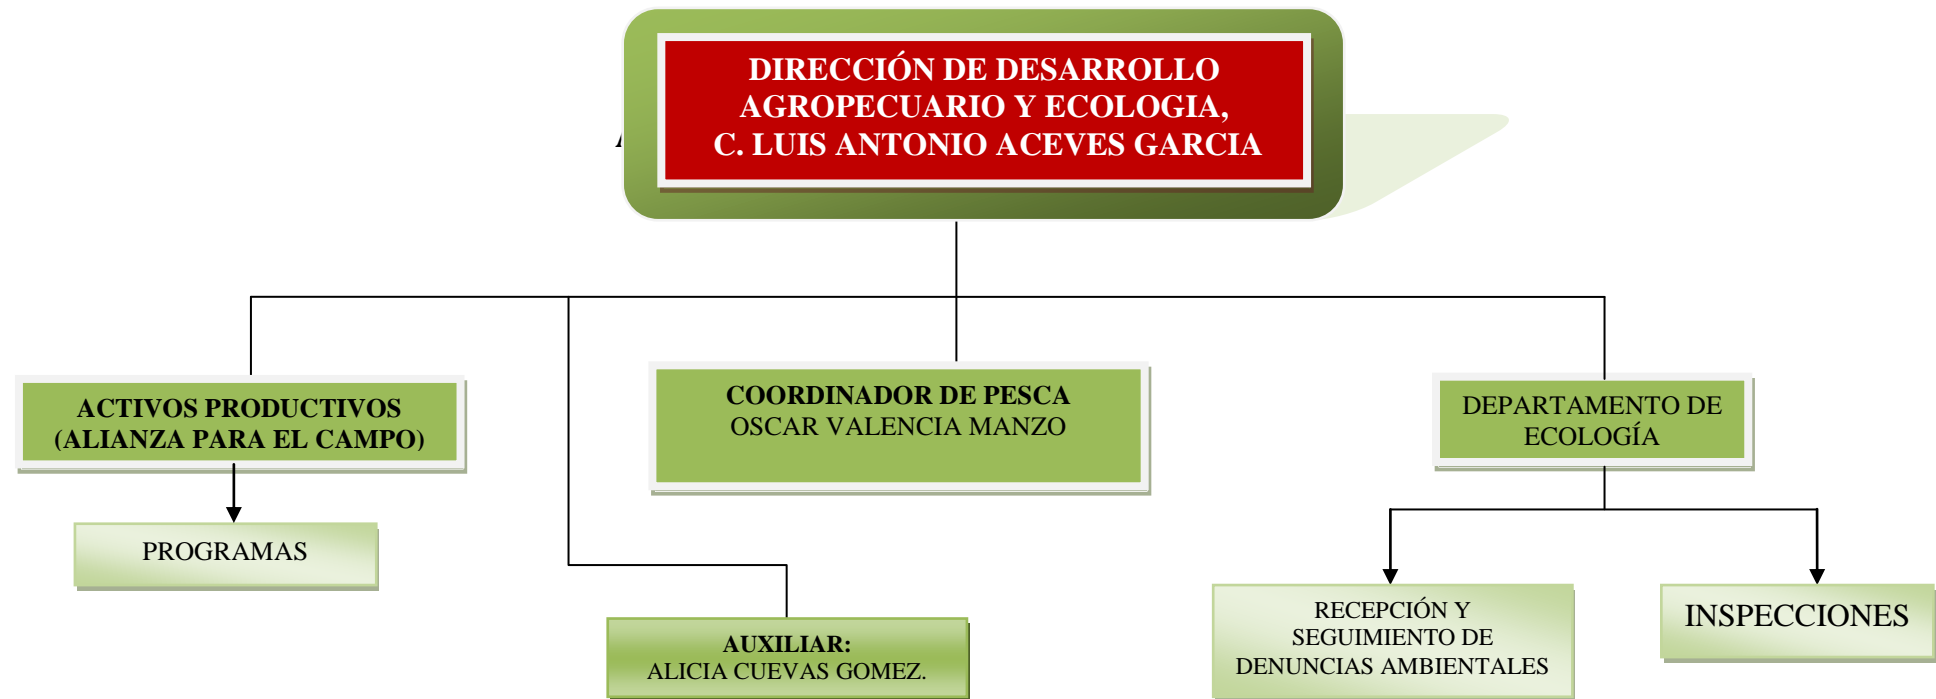 DIRECCIÓN DE DESARROLLO
AGROPECUARIO Y ECOLOGIA,
C. LUIS ANTONIO ACEVES GARCIA
ACTIVOS PRODUCTIVOS
(ALIANZA PARA EL CAMPO)
COORDINADOR DE PESCA
OSCAR VALENCIA MANZO
DEPARTAMENTO DE
ECOLOGÍA
PROGRAMAS
AUXILIAR:
ALICIA CUEVAS GOMEZ.
RECEPCIÓN Y
SEGUIMIENTO DE
DENUNCIAS AMBIENTALES
INSPECCIONES